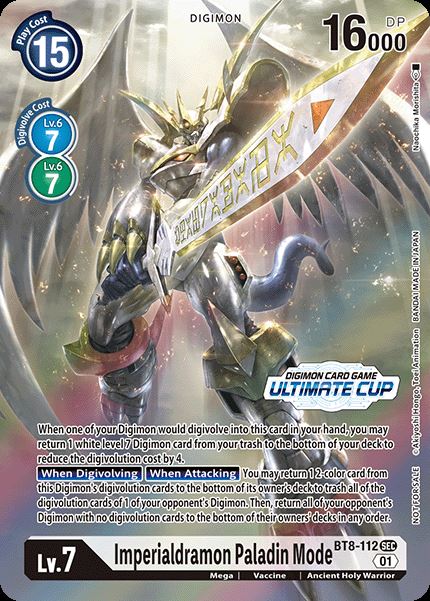 Play Cost
15
DIGIMON
DP
16000
Digivolve Cost
Lv.6
7
Lv.6
7
Naochika Morishita
©Akiyoshi Hongo, Toei Animation BANDAI MADE IN JAPAN
NOT FOR SALE
DIGIMON CARD GAME
ULTIMATE CUP
When one of your Digimon would digivolve into this card in your hand, you may
return 1 white level 7 Digimon card from your trash to the bottom of your deck to
reduce the digivolution cost by 4.
When Digivolving When Attacking You may return 1 2-color card from
this Digimon's digivolution cards to the bottom of its owner's deck to trash all of the
digivolution cards of 1 of your opponent's Digimon. Then, return all of your opponent's
Digimon with no digivolution cards to the bottom of their owners' decks in any order.
Lv.7
Imperialdramon Paladin Mode
BT8-112 SEC
01
Mega | Vaccine | Ancient Holy Warrior